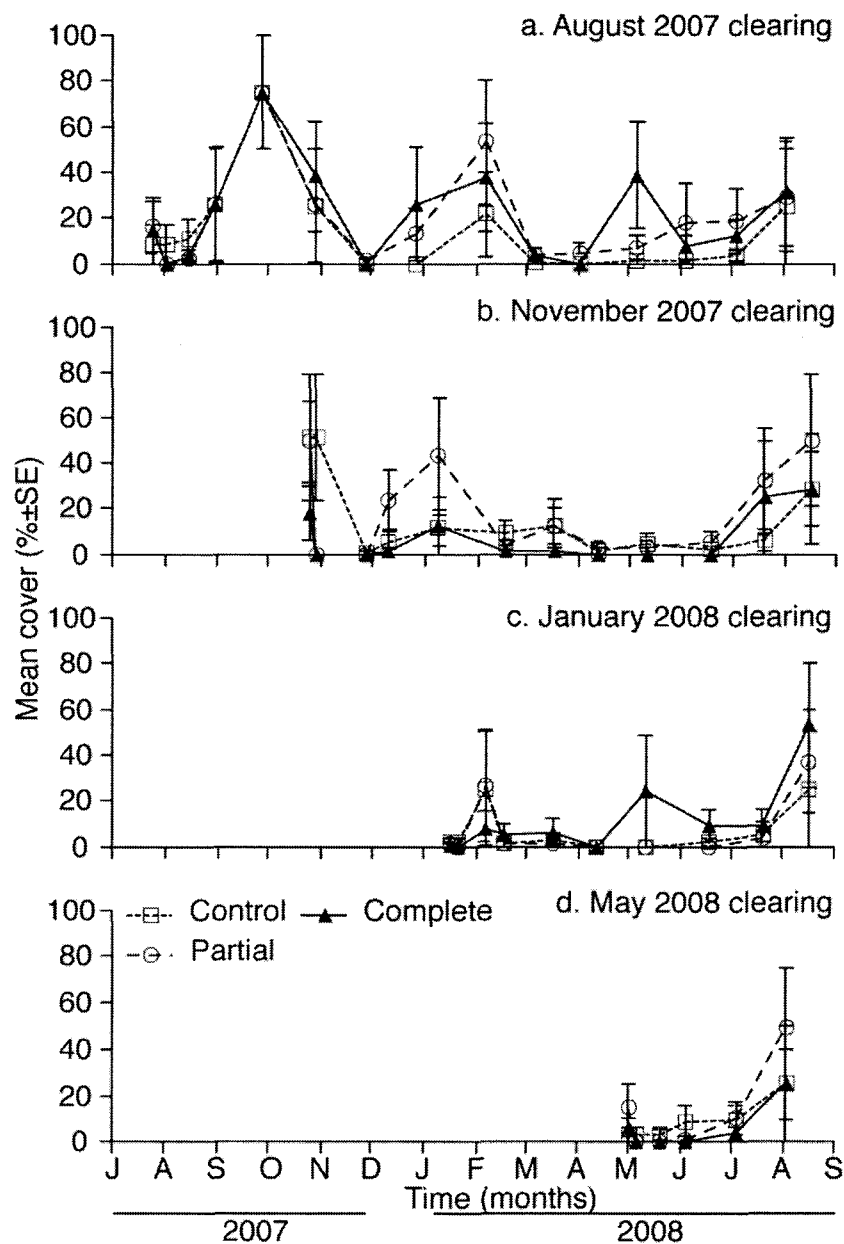 a. August 2007 clearing
100
80
60
40
20
0
b. November 2007 clearing
100
80
60
40
20
0
Mean cover (%±SE)
c. January 2008 clearing
100
80
60
40
20
0
d. May 2008 clearing
Control
Complete
Partial
100
80
60
40
20
0
J A S O N D J F M A M J J A S
Time (months)
2007 2008